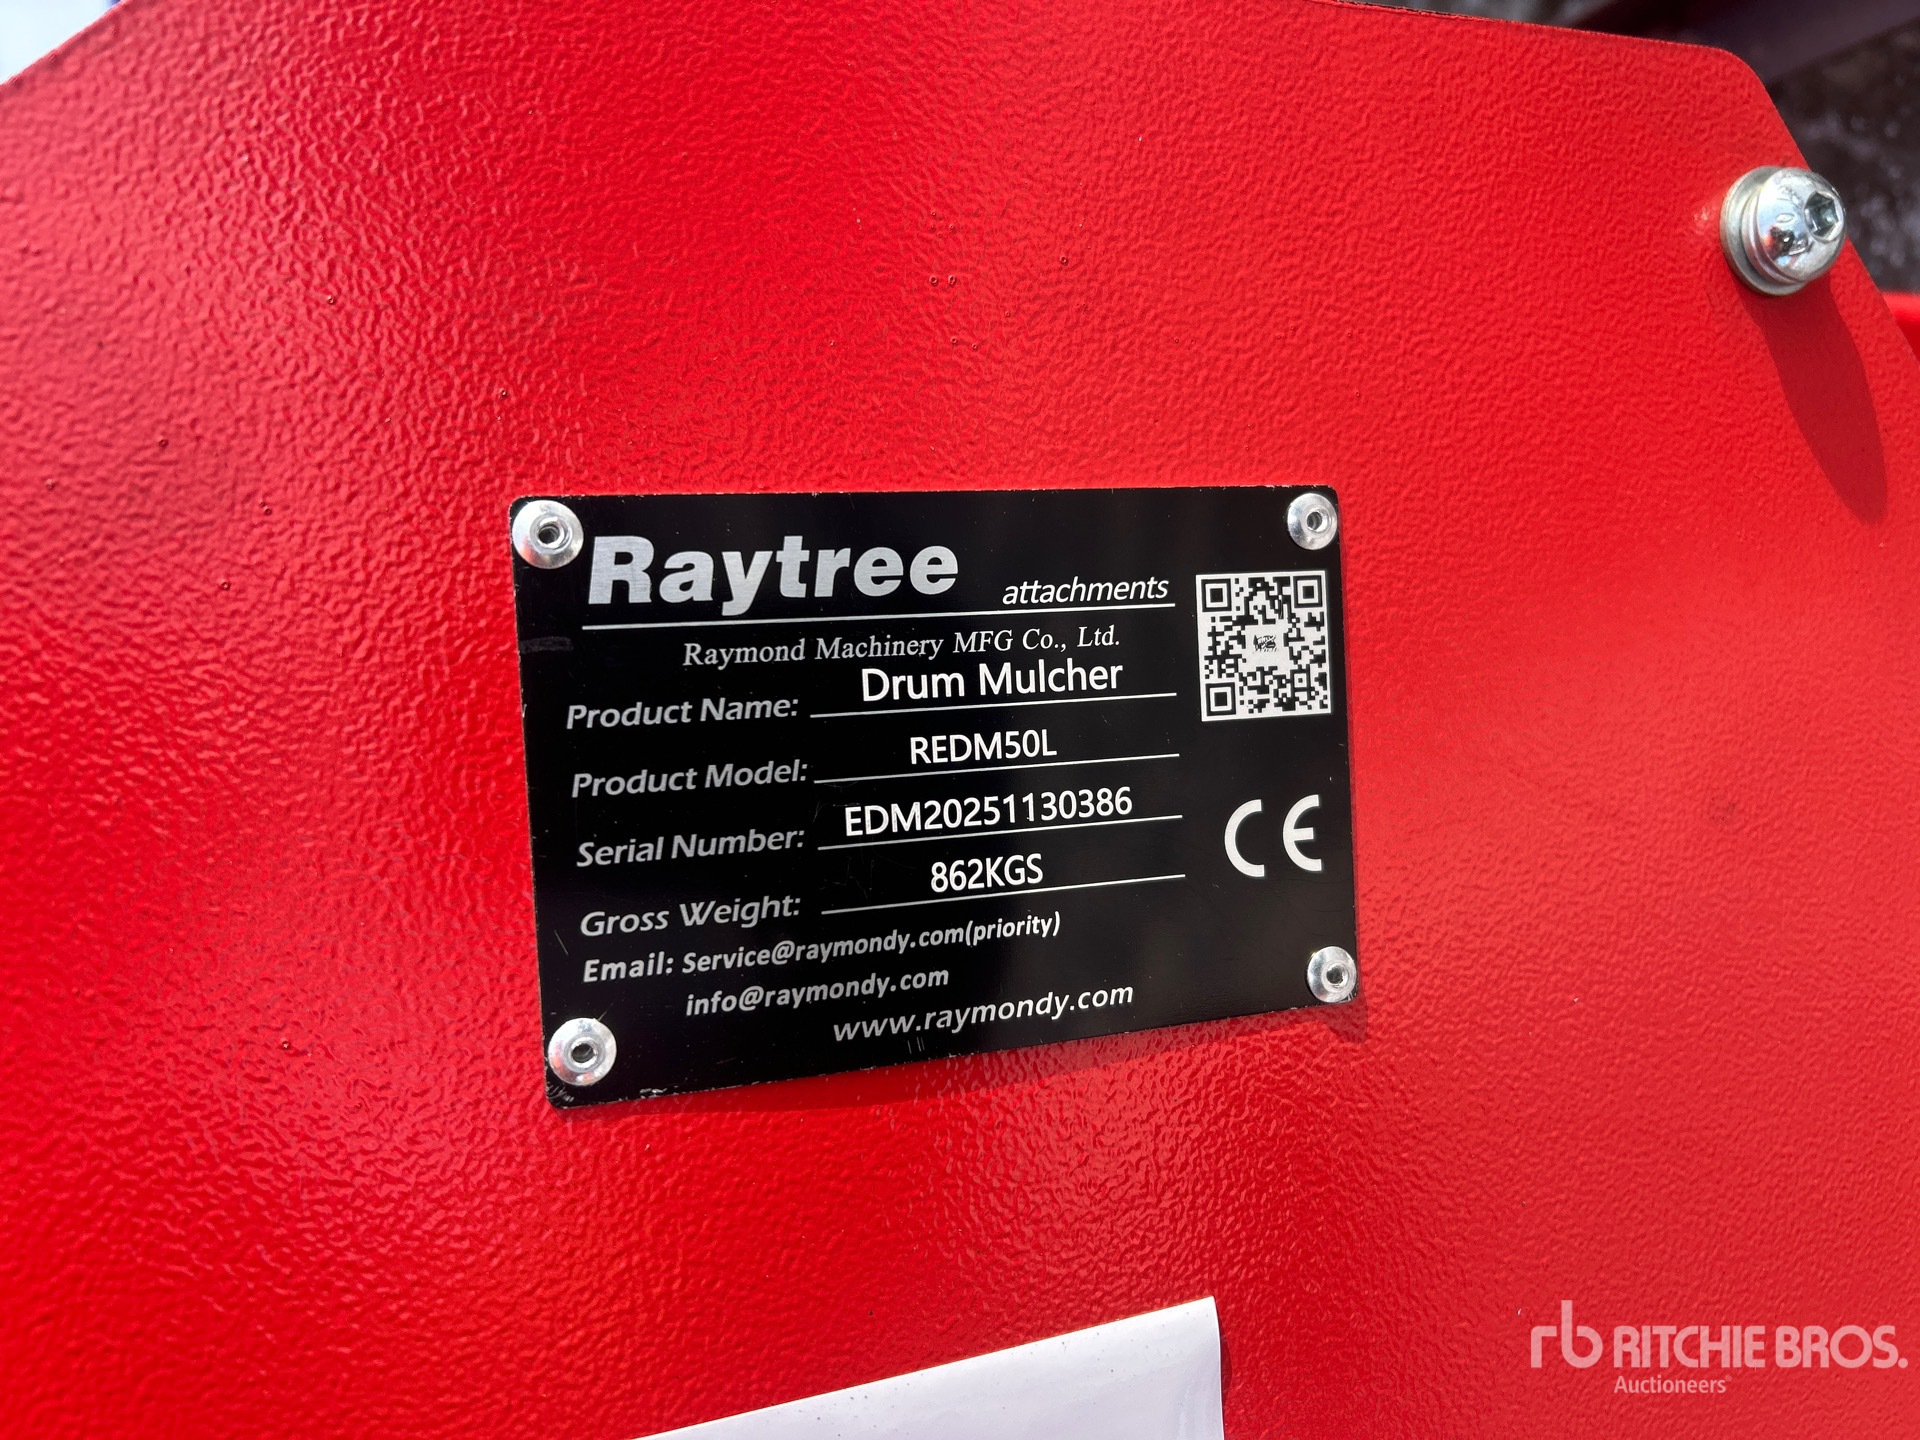 Raytree attachments
Raymond Machinery MFG Co., Ltd.
Product Name: Drum Mulcher
Product Model: REDM50L
Serial Number: EDM20251130386
Gross Weight: 862KGS
Email: Service@raymondy.com(priority)
info@raymondy.com
www.raymondy.com
CE
rb RITCHIE BROS.
Auctioneers